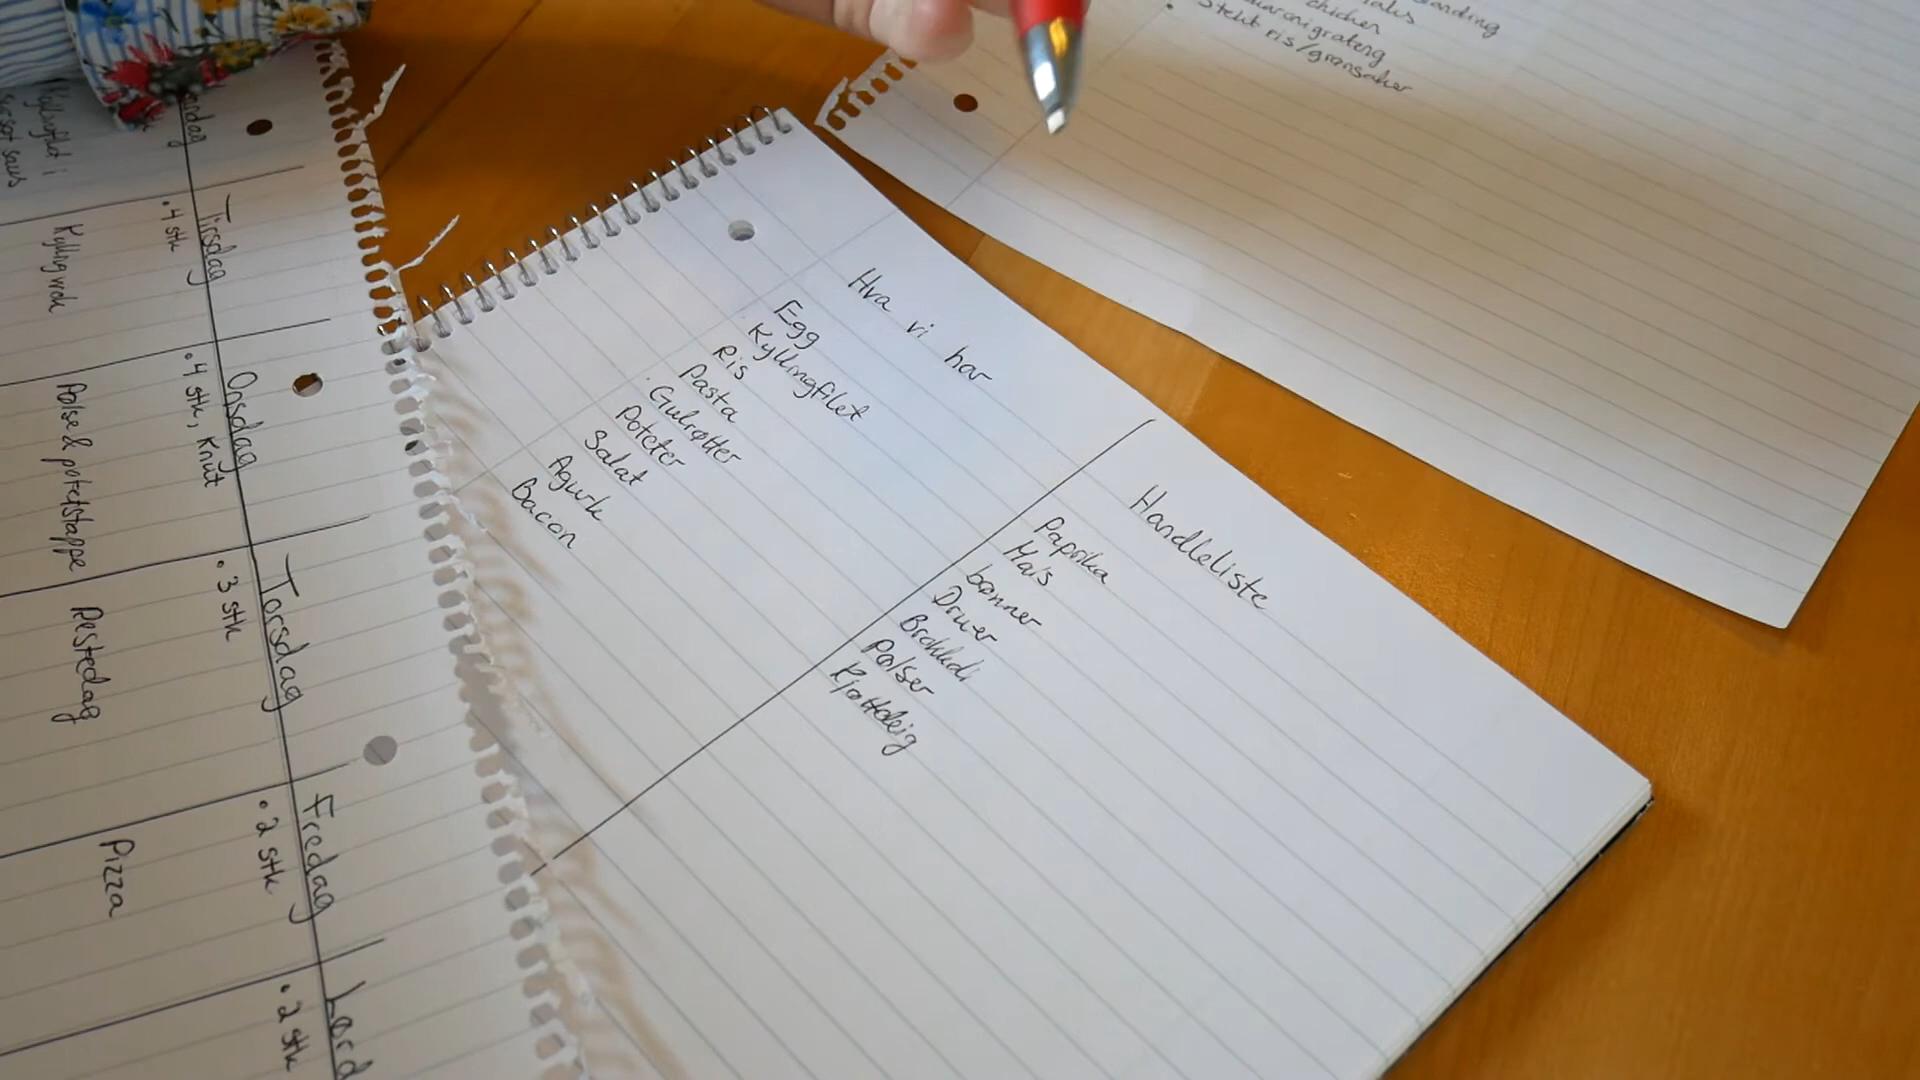 Hva vi har
Egg
Kyllingfilet
Ris
Pasta
Gulrøtter
Poteter
Salat
Agurk
Bacon
Handleliste
Paprika
Mais
bønner
Druer
Brokkoli
Pølser
Kjøttdeig
Tirsdag
• 4 stk
Kyllingwok
Onsdag
• 4 stk, Knut
Pølse & potetstappe
Torsdag
• 3 stk
Restedag
Fredag
• 2 stk
Pizza
Lørd
• 2 stk
chicken
• Stekt ris/grønsaker